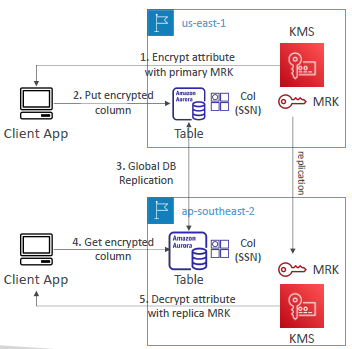 us-east-1
KMS
1. Encrypt attribute
with primary MRK
2. Put encrypted
column
Amazon
Aurora
Col
(SSN)
MRK
Client App
Table
3. Global DB
Replication
replication
ap-southeast-2
4. Get encrypted
column
Amazon
Aurora
Col
(SSN)
MRK
Client App
Table
5. Decrypt attribute
with replica MRK
KMS